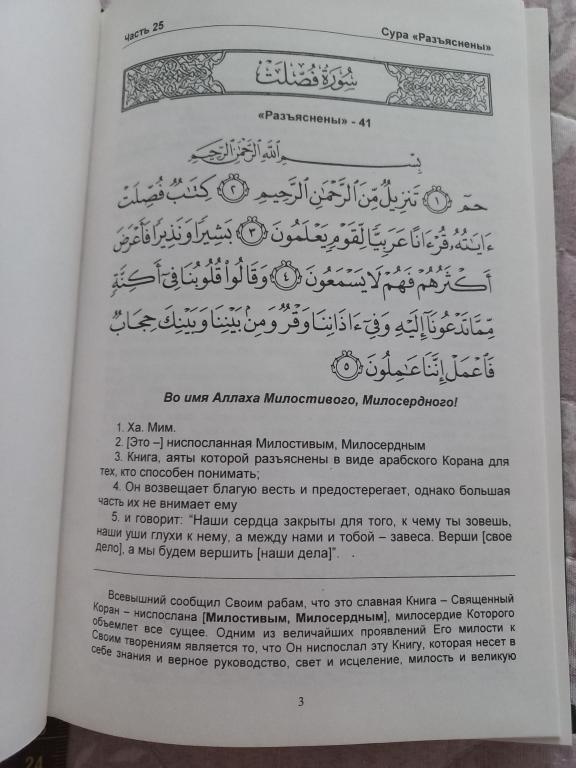 Часть 25 Сура «Разъяснены»
سُورَةُ فُصِّلَتْ
«Разъяснены» - 41
بِسْمِ ٱللَّهِ ٱلرَّحْمَٰنِ ٱلرَّحِيمِ
حمٓ ۝١ تَنزِيلٌ مِّنَ ٱلرَّحْمَٰنِ ٱلرَّحِيمِ ۝٢ كِتَٰبٌ فُصِّلَتْ
ءَايَٰتُهُۥ قُرْءَانًا عَرَبِيًّا لِّقَوْمٍ يَعْلَمُونَ ۝٣ بَشِيرًا وَنَذِيرًا فَأَعْرَضَ
أَكْثَرُهُمْ فَهُمْ لَا يَسْمَعُونَ ۝٤ وَقَالُوا۟ قُلُوبُنَا فِىٓ أَكِنَّةٍ
مِّمَّا تَدْعُونَآ إِلَيْهِ وَفِىٓ ءَاذَانِنَا وَقْرٌ وَمِنۢ بَيْنِنَا وَبَيْنِكَ حِجَابٌ
فَٱعْمَلْ إِنَّنَا عَٰمِلُونَ ۝٥
Во имя Аллаха Милостивого, Милосердного!
1. Ха. Мим.
2. [Это –] ниспосланная Милостивым, Милосердным
3. Книга, аяты которой разъяснены в виде арабского Корана для
тех, кто способен понимать;
4. Он возвещает благую весть и предостерегает, однако большая
часть их не внимает ему
5. и говорит: “Наши сердца закрыты для того, к чему ты зовешь,
наши уши глухи к нему, а между нами и тобой – завеса. Верши [свое
дело], а мы будем вершить [наши дела]”.
Всевышний сообщил Своим рабам, что это славная Книга – Священный
Коран – ниспослана [Милостивым, Милосердным], милосердие Которого
объемлет все сущее. Одним из величайших проявлений Его милости к
Своим творениям является то, что Он ниспослал эту Книгу, которая несет в
себе знания и верное руководство, свет и исцеление, милость и великую
3
24